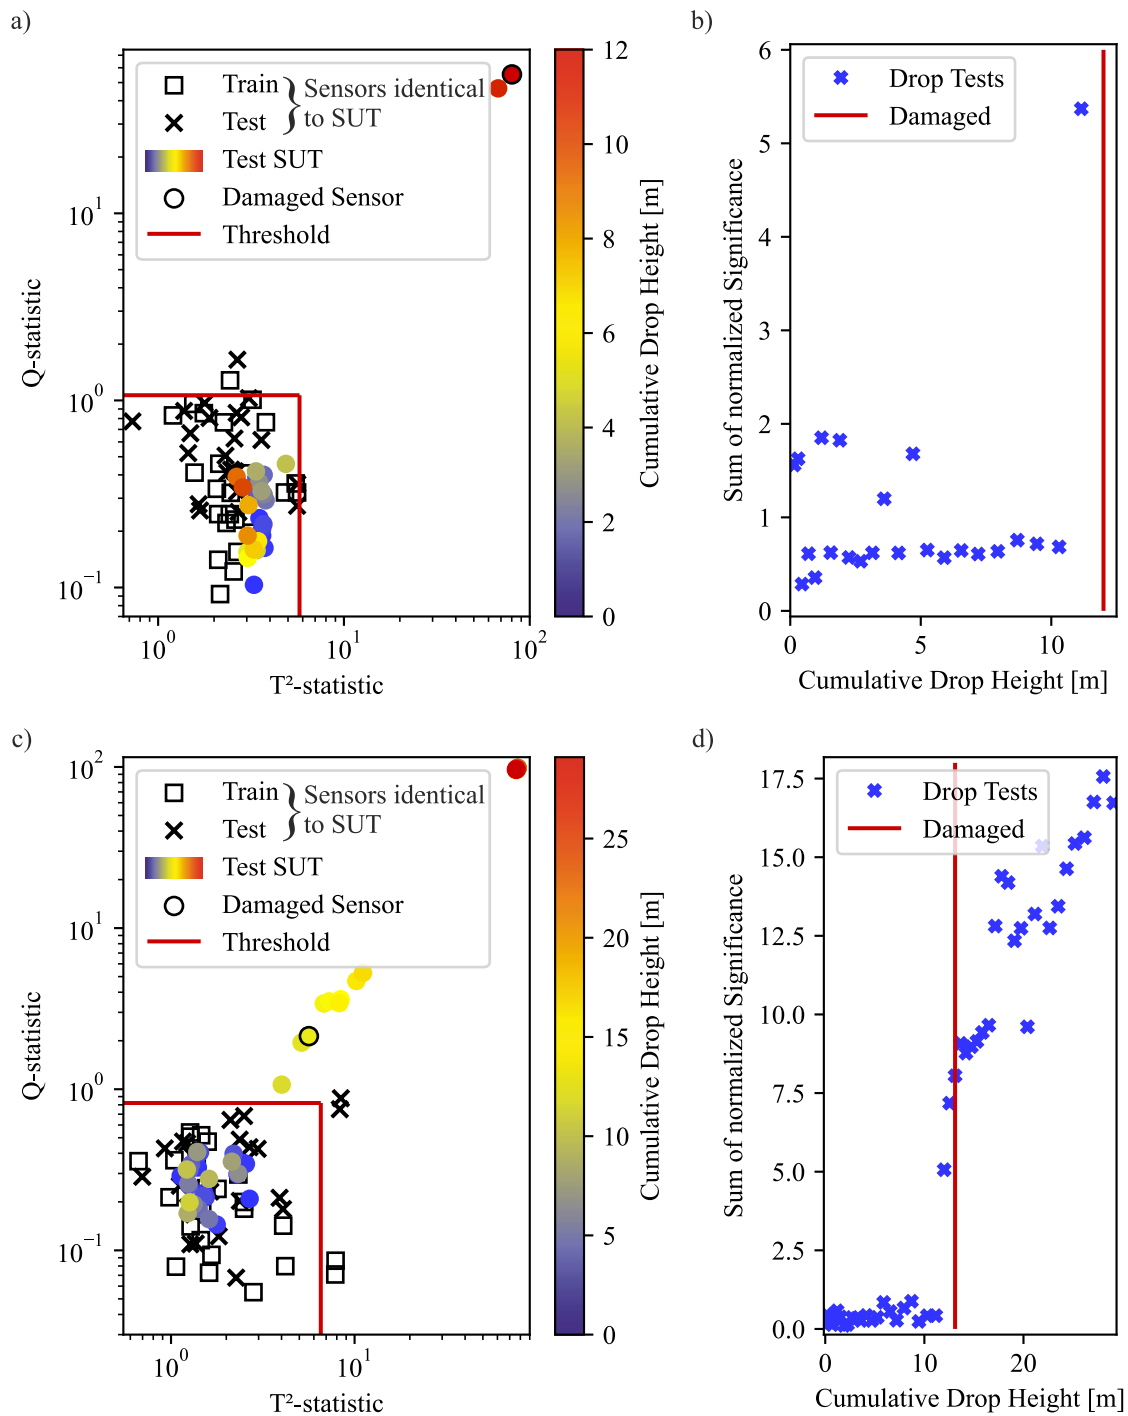 a)
Train
Test
Sensors identical
to SUT
Test SUT
Damaged Sensor
Threshold
10¹
10⁰
10⁻¹
Q-statistic
10⁰
10¹
10²
T²-statistic
12
10
8
6
4
2
0
Cumulative Drop Height [m]
b)
Drop Tests
Damaged
6
5
4
3
2
1
0
Sum of normalized Significance
0
5
10
Cumulative Drop Height [m]
c)
Train
Test
Sensors identical
to SUT
Test SUT
Damaged Sensor
Threshold
10²
10¹
10⁰
10⁻¹
Q-statistic
10⁰
10¹
T²-statistic
25
20
15
10
5
0
Cumulative Drop Height [m]
d)
Drop Tests
Damaged
17.5
15.0
12.5
10.0
7.5
5.0
2.5
0.0
Sum of normalized Significance
0
10
20
Cumulative Drop Height [m]